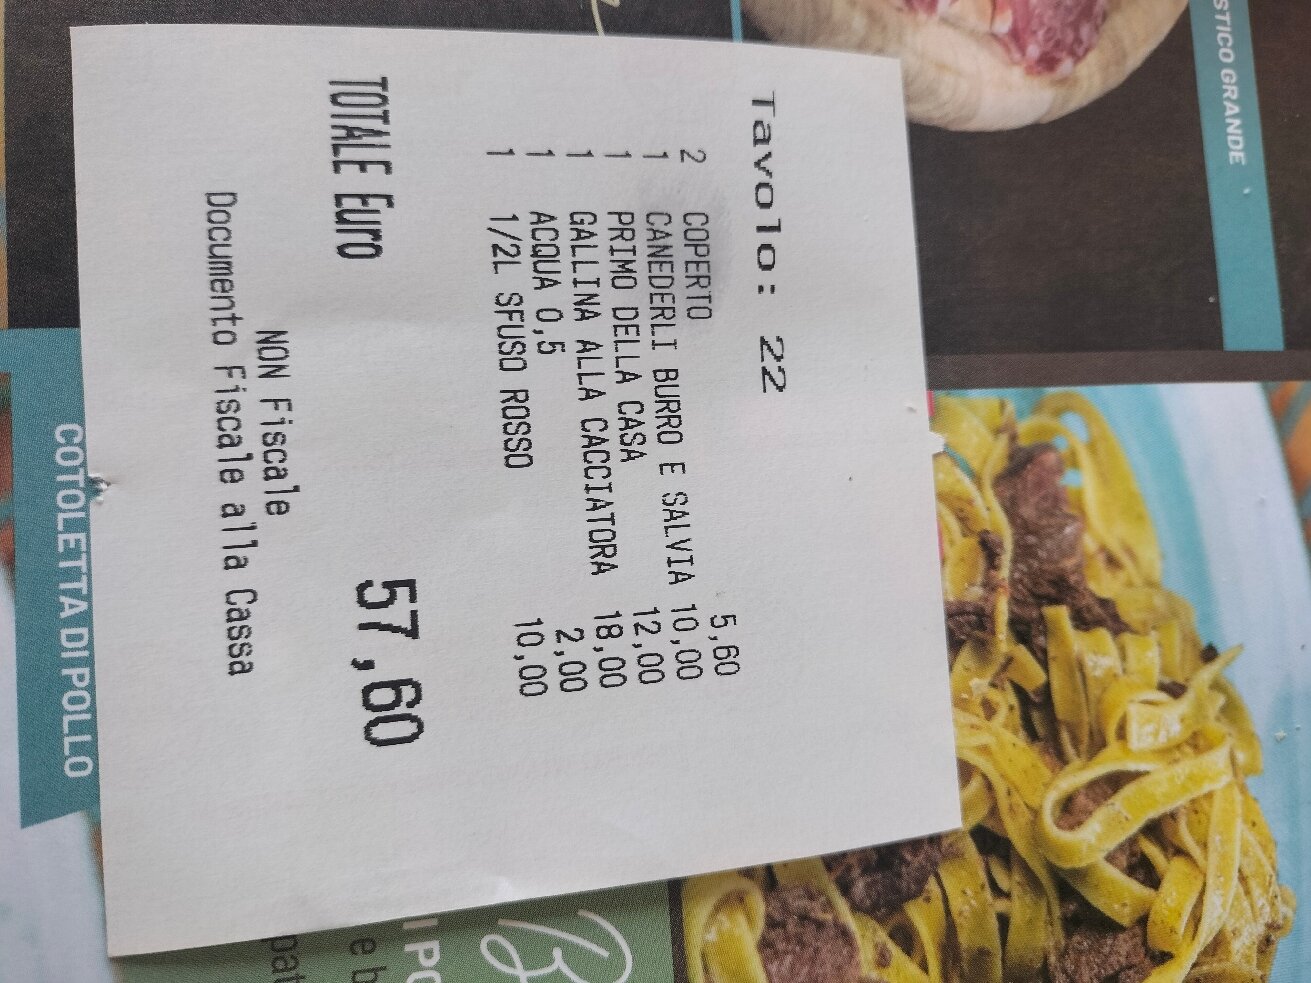 Tavolo: 22
2 COPERTO 5,60
1 CANEDERLI BURRO E SALVIA 10,00
1 PRIMO DELLA CASA 12,00
1 GALLINA ALLA CACCIATORA 18,00
1 ACQUA 0,5 2,00
1 1/2L SFUSO ROSSO 10,00
TOTALE Euro 57,60
NON Fiscale
Documento Fiscale alla Cassa
STICO GRANDE
COTOLETTA DI POLLO